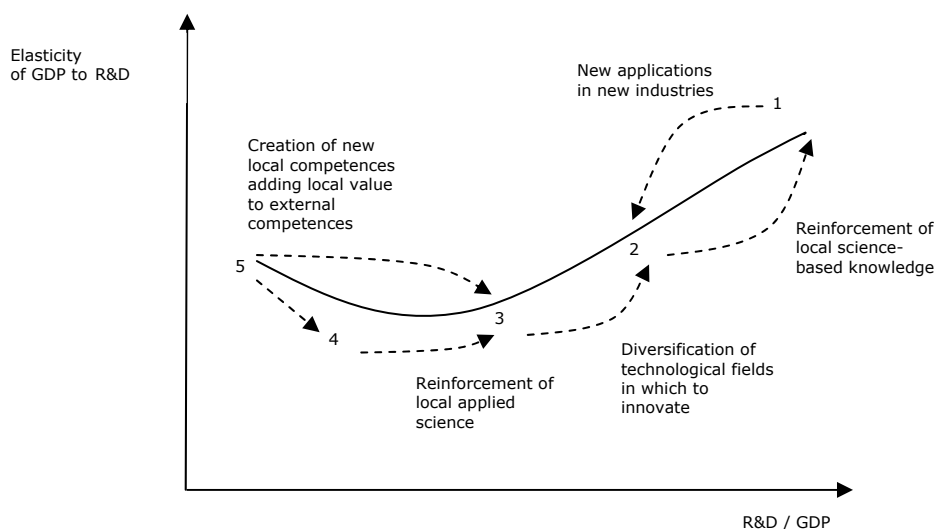 Elasticity
of GDP to R&D
New applications
in new industries
1
Creation of new
local competences
adding local value
to external
competences
Reinforcement of
local science-
based knowledge
2
5
3
4
Diversification of
technological fields
in which to
innovate
Reinforcement of
local applied
science
R&D / GDP